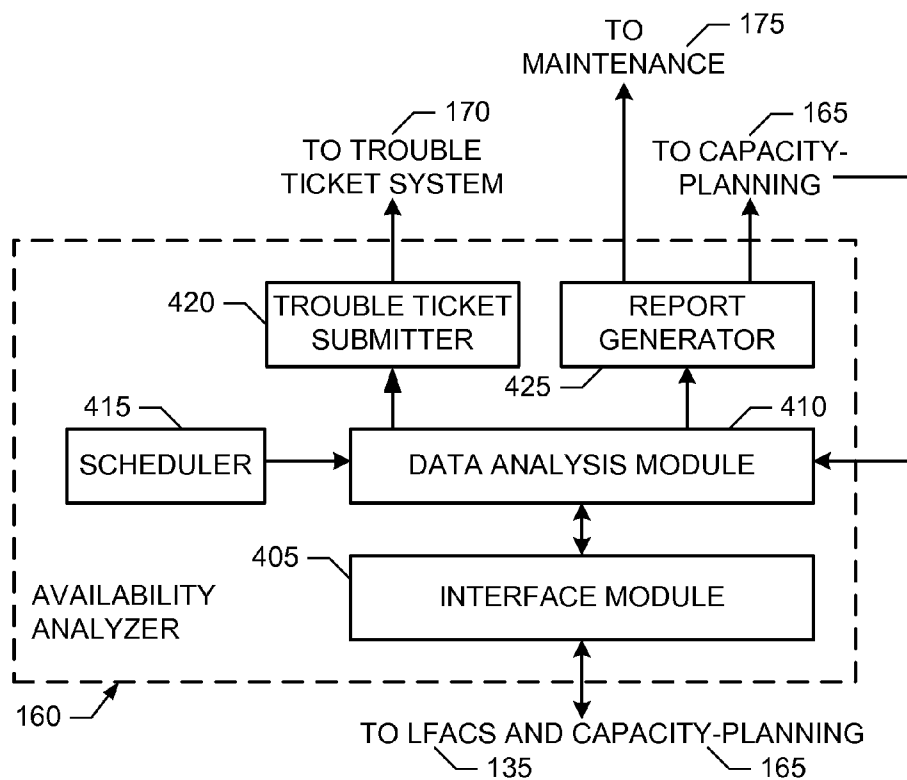 TO
MAINTENANCE
175
170
TO TROUBLE
TICKET SYSTEM
165
TO CAPACITY-
PLANNING
420
TROUBLE TICKET
SUBMITTER
REPORT
GENERATOR
425
415
SCHEDULER
410
DATA ANALYSIS MODULE
405
INTERFACE MODULE
AVAILABILITY
ANALYZER
160
TO LFACS AND CAPACITY-PLANNING
135
165